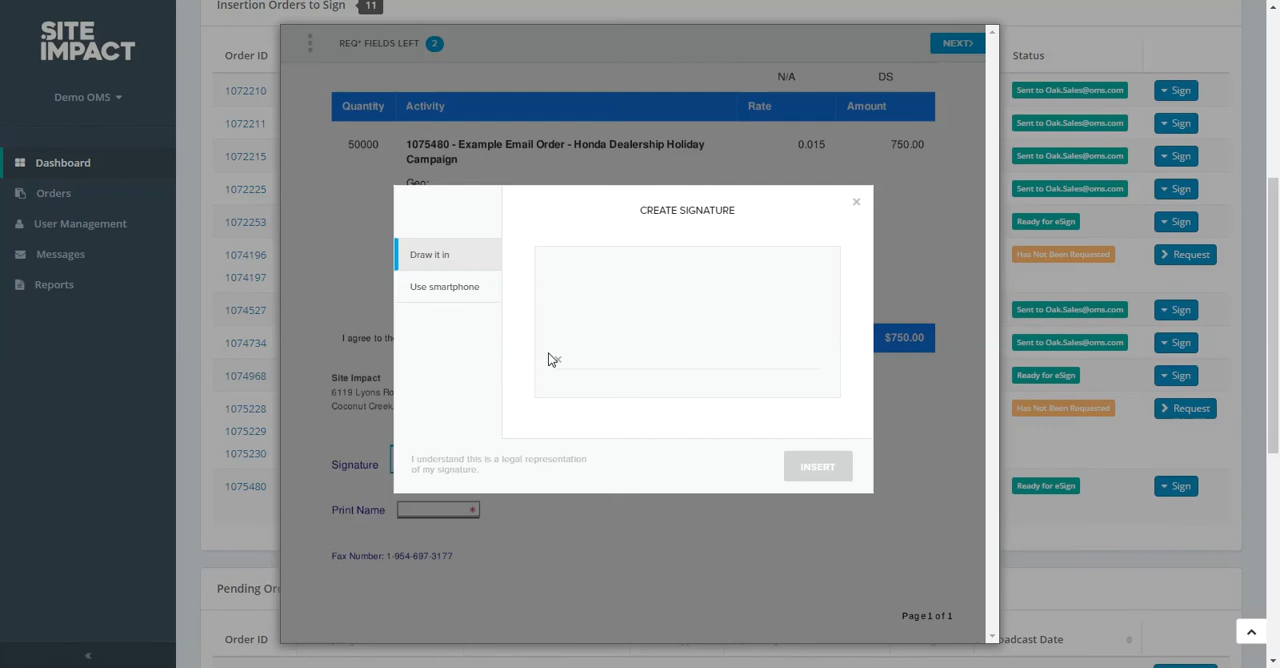 SITE
IMPACT
Demo OMS
Dashboard
Orders
User Management
Messages
Reports
«
Insertion Orders to Sign 11
Order ID
Status
1072210
Sent to Oak.Sales@oms.com
Sign
1072211
Sent to Oak.Sales@oms.com
Sign
1072215
Sent to Oak.Sales@oms.com
Sign
1072225
Sent to Oak.Sales@oms.com
Sign
1072253
Ready for eSign
Sign
1074196
Has Not Been Requested
Request
1074197
1074527
Sent to Oak.Sales@oms.com
Sign
1074734
Sent to Oak.Sales@oms.com
Sign
1074968
Ready for eSign
Sign
1075228
Has Not Been Requested
Request
1075229
1075230
1075480
Ready for eSign
Sign
REQ* FIELDS LEFT 2
NEXT>
N/A DS
Quantity Activity Rate Amount
50000 1075480 - Example Email Order - Honda Dealership Holiday 0.015 750.00
Campaign
Geo:
I agree to the
$750.00
Site Impact
6119 Lyons
Coconut Creek,
Signature
Print Name *
Fax Number: 1-954-697-3177
Page 1 of 1
CREATE SIGNATURE
×
Draw it in
Use smartphone
×
I understand this is a legal representation
of my signature.
INSERT
Pending
Order ID